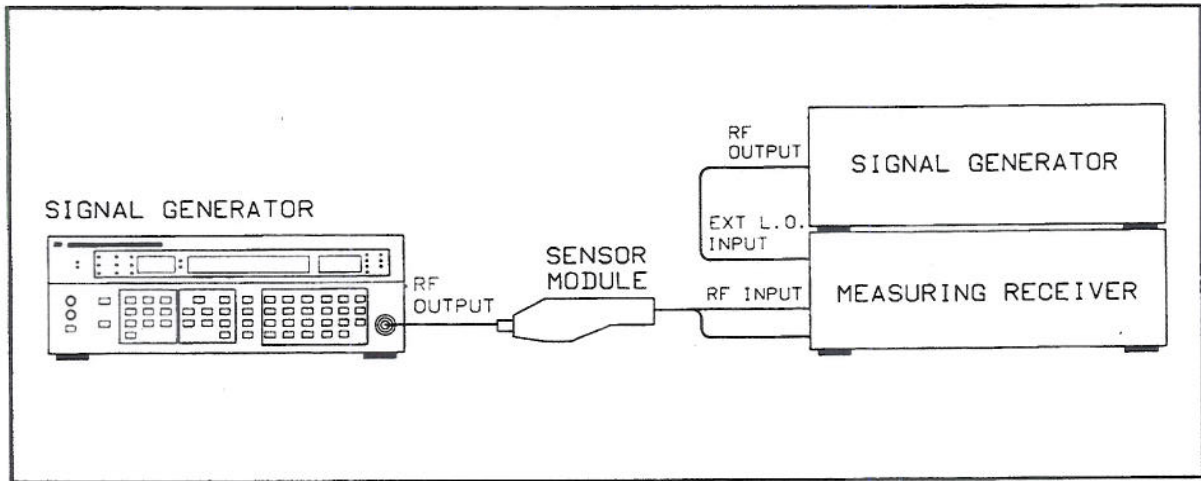 SIGNAL GENERATOR
RF
OUTPUT
SENSOR
MODULE
RF
OUTPUT
SIGNAL GENERATOR
EXT L.O.
INPUT
RF INPUT
MEASURING RECEIVER